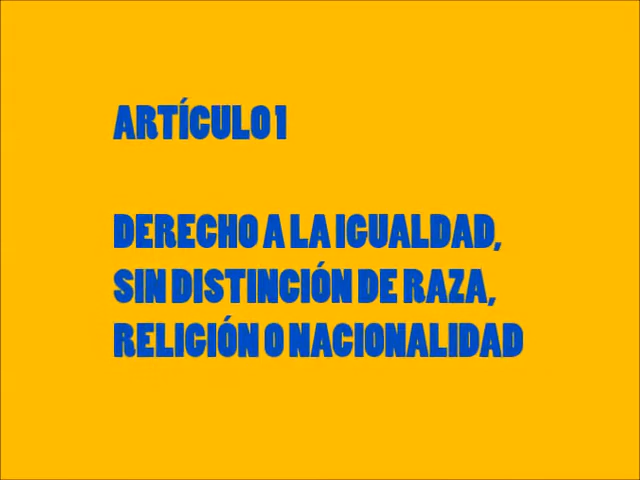 ARTÍCULO 1
DERECHO A LA IGUALDAD,
SIN DISTINCIÓN DE RAZA,
RELIGIÓN O NACIONALIDAD